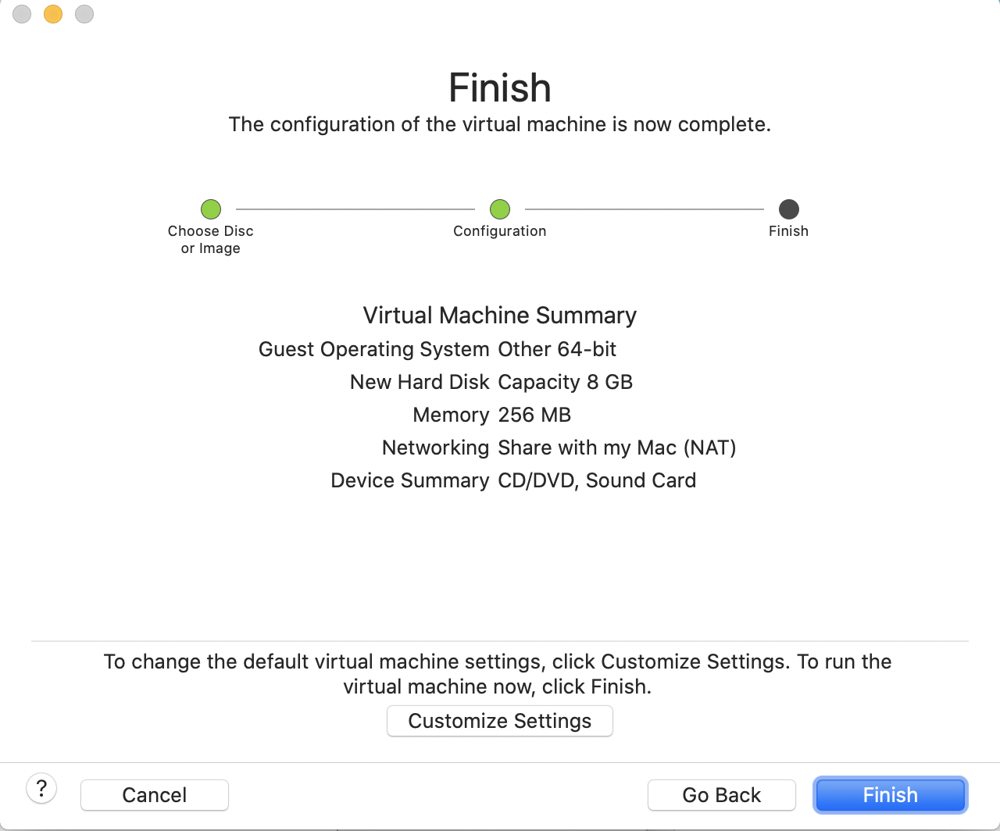 Finish
The configuration of the virtual machine is now complete.
Choose Disc
or Image
Configuration
Finish
Virtual Machine Summary
Guest Operating System Other 64-bit
New Hard Disk Capacity 8 GB
Memory 256 MB
Networking Share with my Mac (NAT)
Device Summary CD/DVD, Sound Card
To change the default virtual machine settings, click Customize Settings. To run the
virtual machine now, click Finish.
Customize Settings
? Cancel Go Back Finish